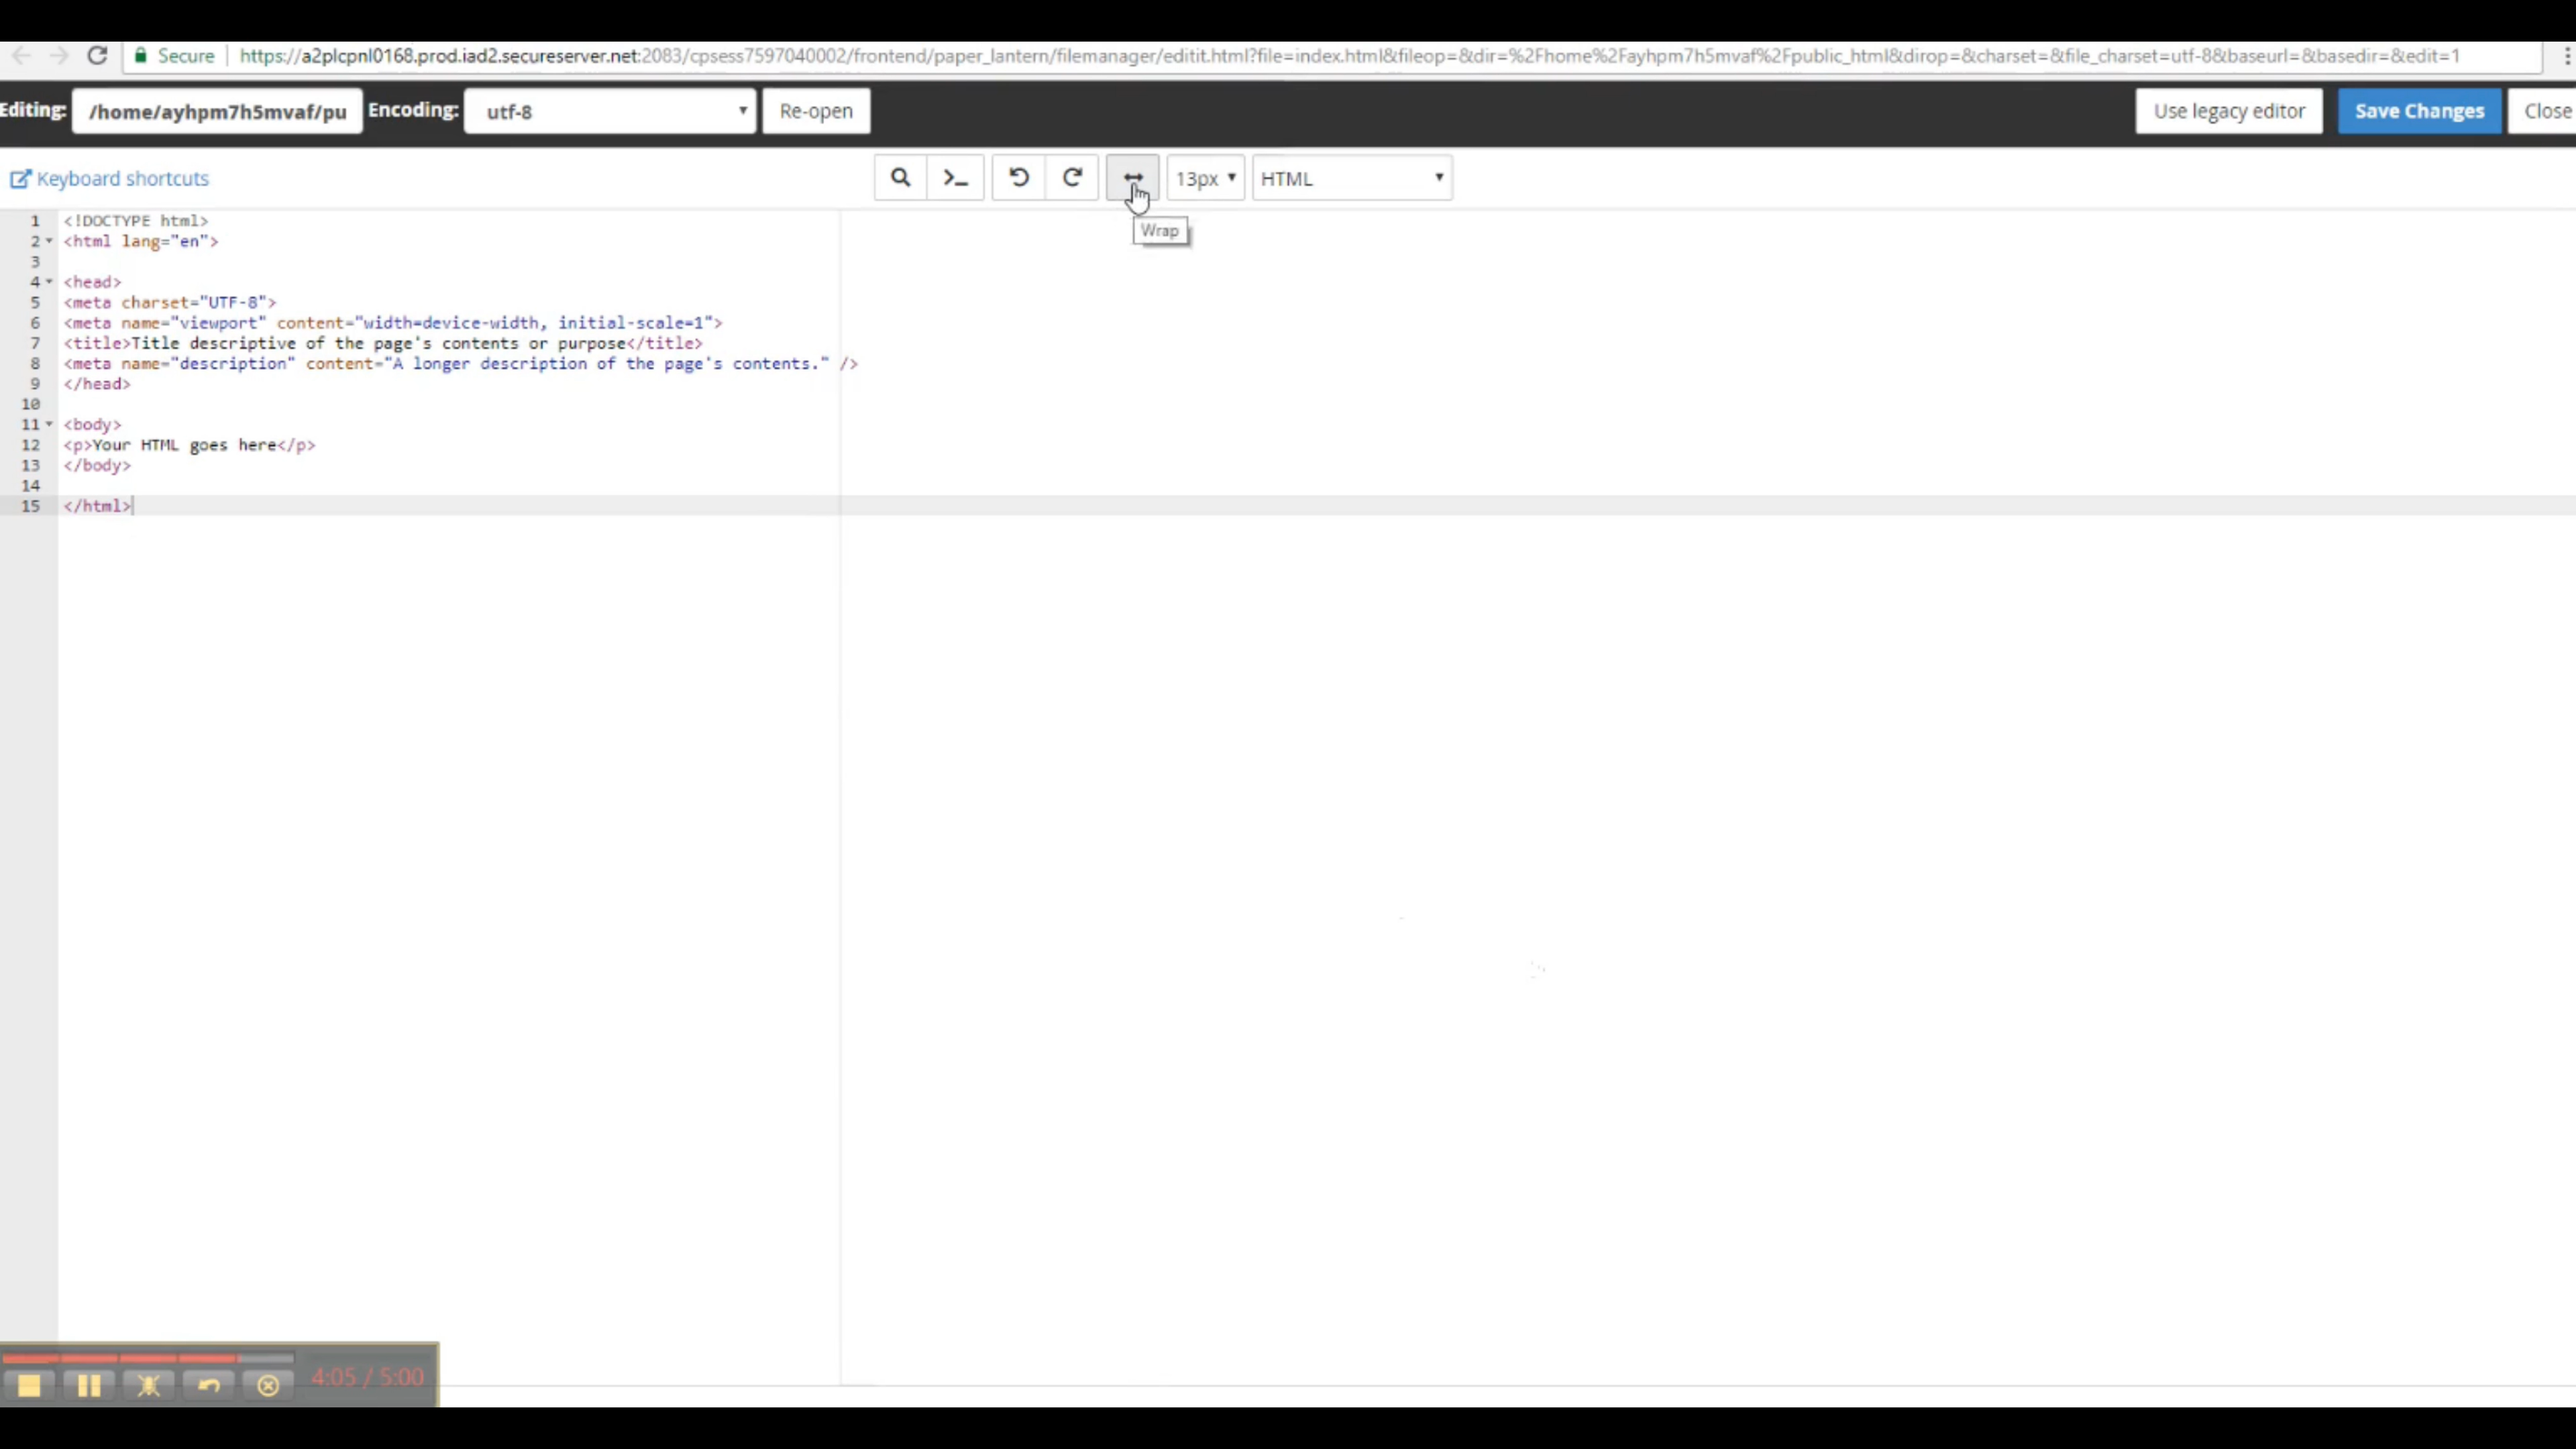 Secure https://a2plcpnl0168.prod.iad2.secureserver.net:2083/cpsess7597040002/frontend/paper_lantern/filemanager/editit.html?file=index.html&fileop=&dir=%2Fhome%2Fayhpm7h5mvaf%2Fpublic_html&dirop=&charset=&file_charset=utf-8&baseurl=&basedir=&edit=1
Editing: /home/ayhpm7h5mvaf/pu Encoding: utf-8 Re-open Use legacy editor Save Changes Close
Keyboard shortcuts 13px HTML
Wrap
1 <!DOCTYPE html>
2 <html lang="en">
3
4 <head>
5 <meta charset="UTF-8">
6 <meta name="viewport" content="width=device-width, initial-scale=1">
7 <title>Title descriptive of the page's contents or purpose</title>
8 <meta name="description" content="A longer description of the page's contents." />
9 </head>
10
11 <body>
12 <p>Your HTML goes here</p>
13 </body>
14
15 </html>
4:05 / 5:00